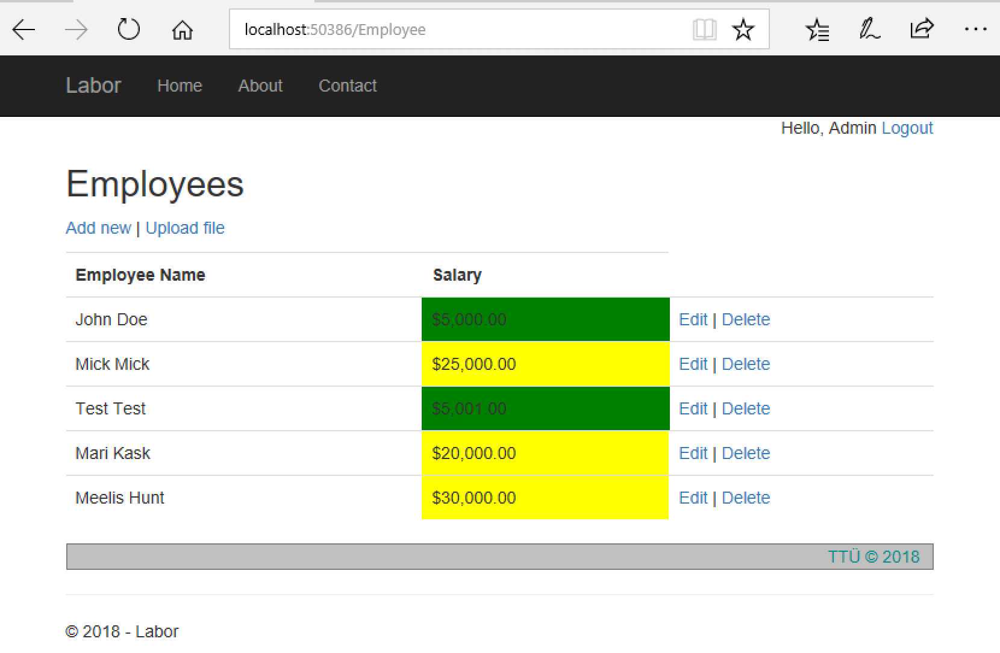 localhost:50386/Employee
Labor Home About Contact
Hello, Admin Logout
Employees
Add new | Upload file
Employee Name Salary
John Doe $5,000.00 Edit | Delete
Mick Mick $25,000.00 Edit | Delete
Test Test $5,001.00 Edit | Delete
Mari Kask $20,000.00 Edit | Delete
Meelis Hunt $30,000.00 Edit | Delete
TTÜ © 2018
© 2018 - Labor